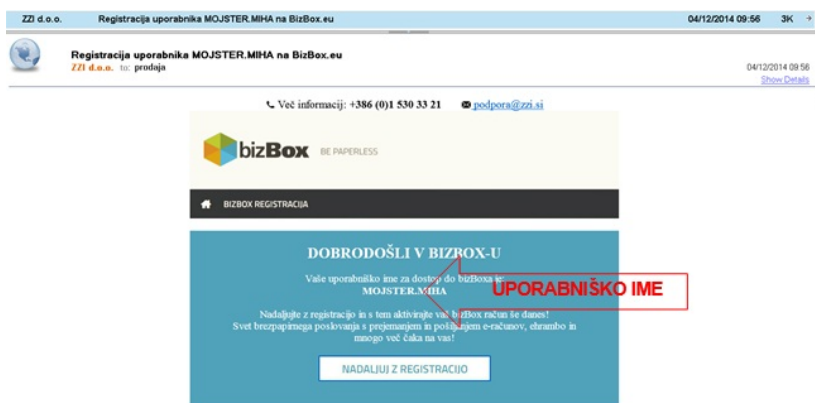 ZZI d.o.o. Registracija uporabnika MOJSTER.MIHA na BizBox.eu 04/12/2014 09:56 3K
Registracija uporabnika MOJSTER.MIHA na BizBox.eu
ZZI d.o.o. to: prodaja
04/12/2014 09:56
Show Details
Več informacij: +386 (0)1 530 33 21 podpora@zzi.si
bizBox BE PAPERLESS
BIZBOX REGISTRACIJA
DOBRODOŠLI V BIZBOX-U
Vaše uporabniško ime za dostop do bizBoxa je:
MOJSTER.MIHA
UPORABNIŠKO IME
Nadaljujte z registracijo in s tem aktivirajte vaš bizBox račun še danes!
Svet brezpapirnega poslovanja s prejemanjem in pošiljanjem e-računov, ehrambo in
mnogo več čaka na vas!
NADALJUJ Z REGISTRACIJO